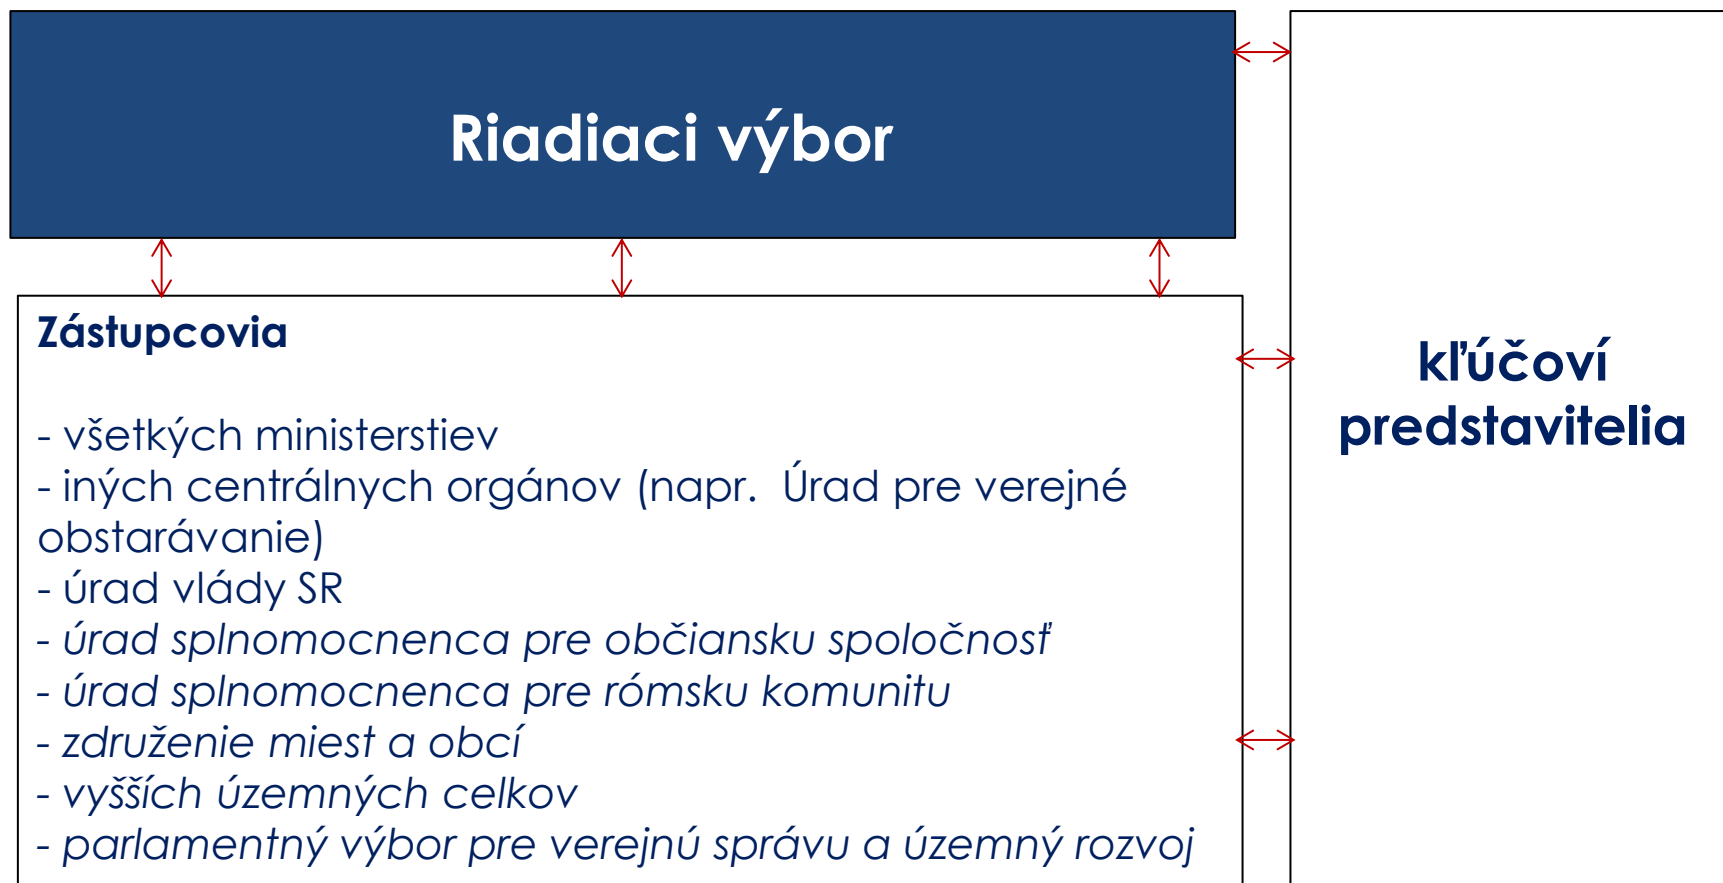 Riadiaci výbor
Zástupcovia
- všetkých ministerstiev
- iných centrálnych orgánov (napr.  Úrad pre verejné
obstarávanie)
- úrad vlády SR
- úrad splnomocnenca pre občiansku spoločnosť
- úrad splnomocnenca pre rómsku komunitu
- združenie miest a obcí
- vyšších územných celkov
- parlamentný výbor pre verejnú správu a územný rozvoj
kľúčoví
predstavitelia